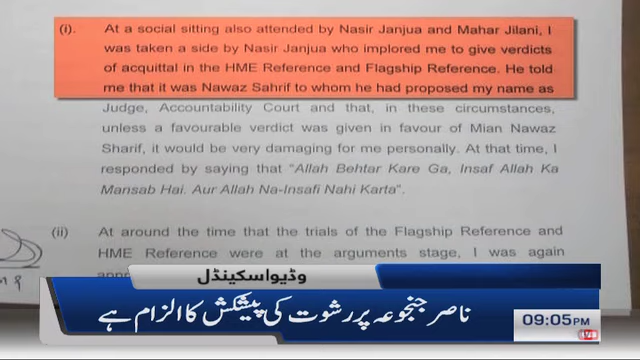 (i). At a social sitting also attended by Nasir Janjua and Mahar Jilani, I
was taken a side by Nasir Janjua who implored me to give verdicts
of acquittal in the HME Reference and Flagship Reference. He told
me that it was Nawaz Sahrif to whom he had proposed my name as
Judge, Accountability Court and that, in these circumstances,
unless a favourable verdict was given in favour of Mian Nawaz
Sharif, it would be very damaging for me personally. At that time, I
responded by saying that “Allah Behtar Kare Ga, Insaf Allah Ka
Mansab Hai. Aur Allah Na-Insafi Nahi Karta”.
(ii) At around the time that the trials of the Flagship Reference and
HME Reference were at the arguments stage, I was again
وڈیو اسکینڈل
ناصر جنجوعہ پر رشوت کی پیشکش کا الزام ہے
09:05PM